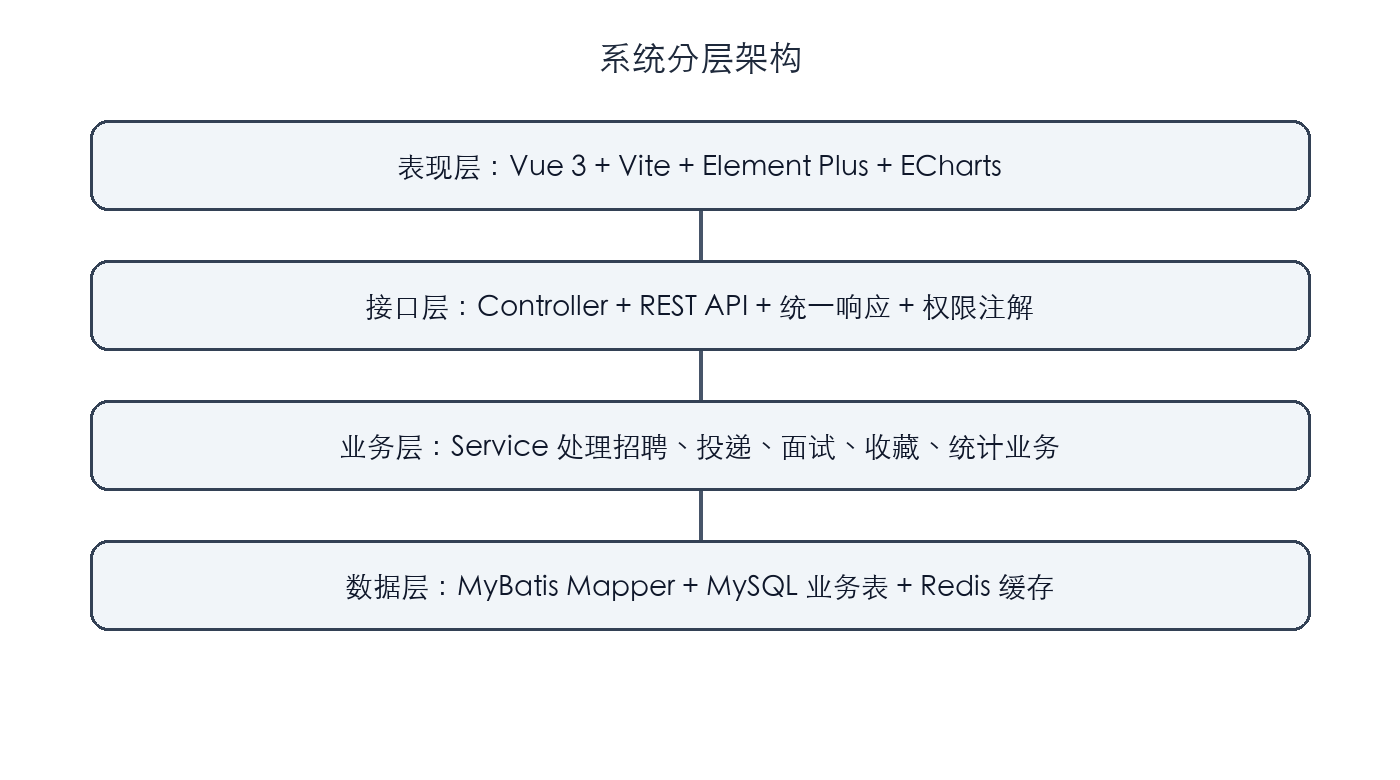 系统分层架构
表现层：Vue 3 + Vite + Element Plus + ECharts
接口层：Controller + REST API + 统一响应 + 权限注解
业务层：Service 处理招聘、投递、面试、收藏、统计业务
数据层：MyBatis Mapper + MySQL 业务表 + Redis 缓存